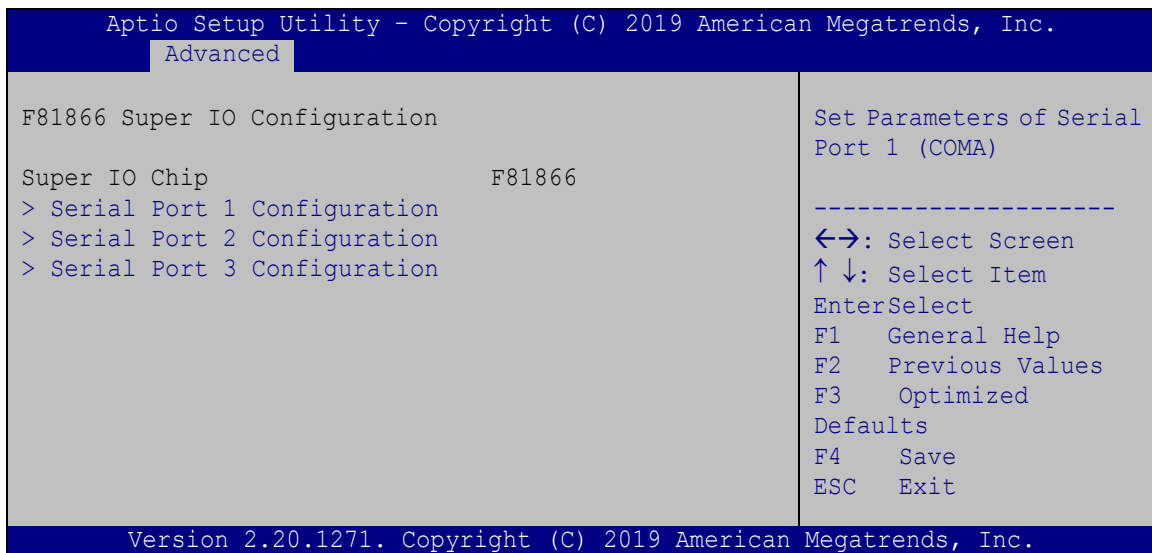 Aptio Setup Utility – Copyright (C) 2019 American Megatrends, Inc.
Advanced
F81866 Super IO Configuration
Super IO Chip F81866
> Serial Port 1 Configuration
> Serial Port 2 Configuration
> Serial Port 3 Configuration
Set Parameters of Serial
Port 1 (COMA)
---------------------
←→: Select Screen
↑ ↓: Select Item
EnterSelect
F1 General Help
F2 Previous Values
F3 Optimized
Defaults
F4 Save
ESC Exit
Version 2.20.1271. Copyright (C) 2019 American Megatrends, Inc.